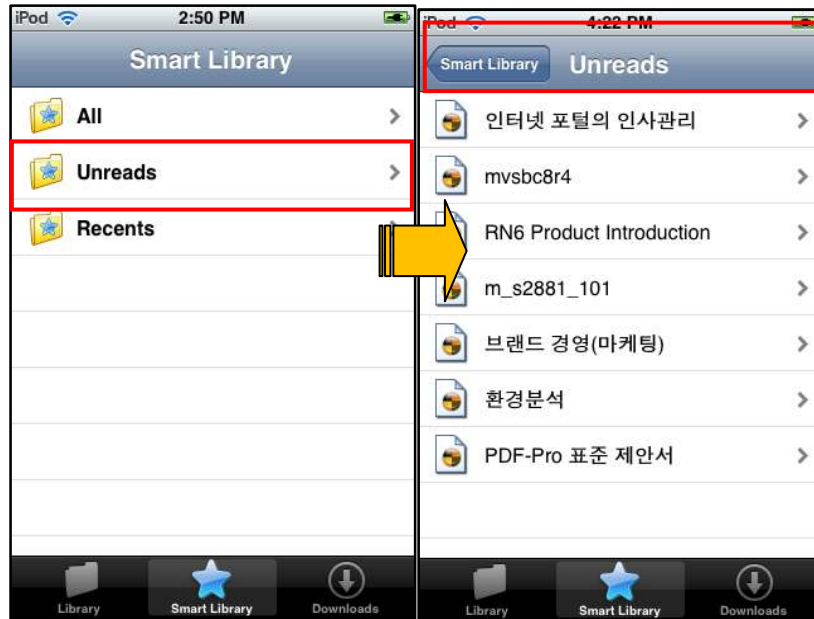 iPod 2:50 PM
Smart Library
All
Unreads
Recents
Library Smart Library Downloads
iPod 4:22 PM
Smart Library Unreads
인터넷 포털의 인사관리
mvsbc8r4
RN6 Product Introduction
m_s2881_101
브랜드 경영(마케팅)
환경분석
PDF-Pro 표준 제안서
Library Smart Library Downloads